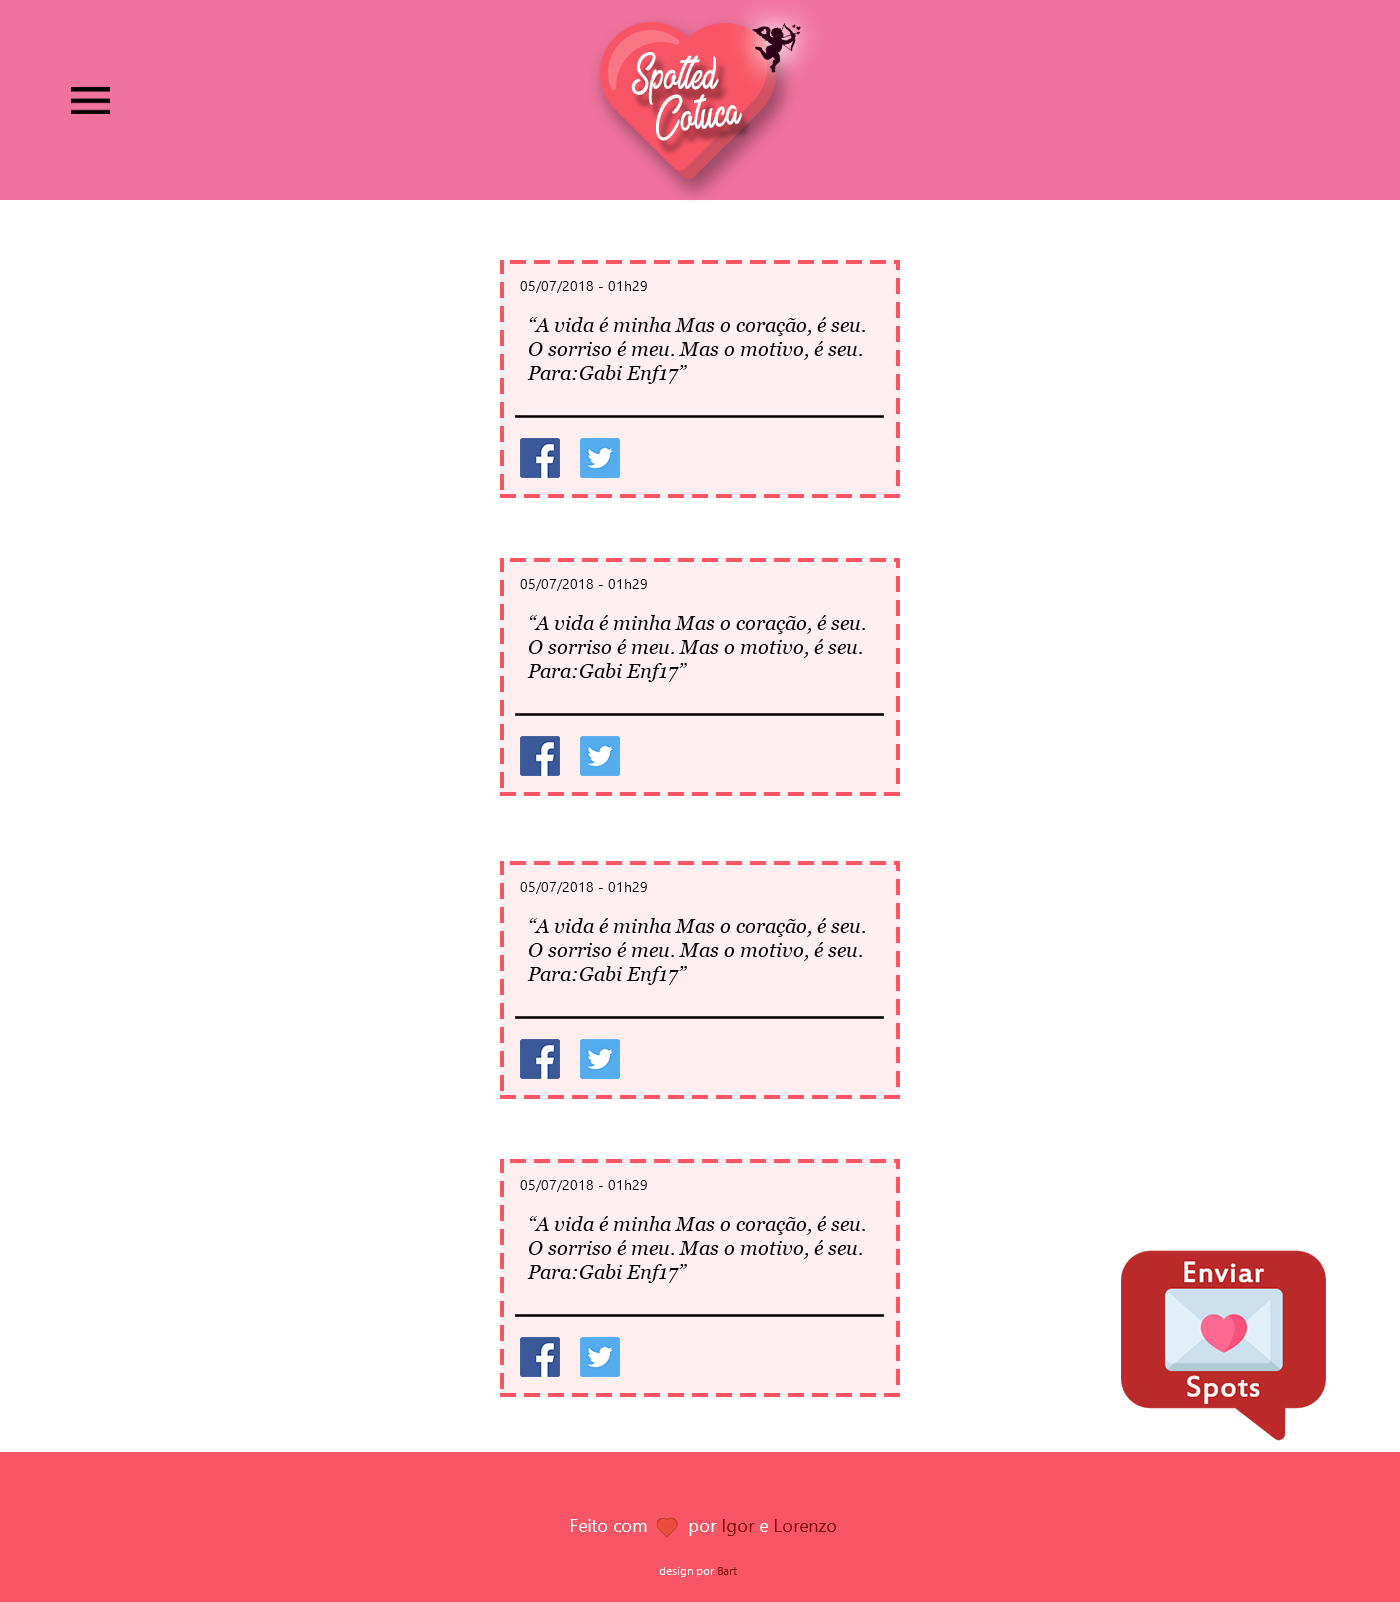 Spotted
Cotuca
05/07/2018 - 01h29
“A vida é minha Mas o coração, é seu.
O sorriso é meu. Mas o motivo, é seu.
Para:Gabi Enf17”
05/07/2018 - 01h29
“A vida é minha Mas o coração, é seu.
O sorriso é meu. Mas o motivo, é seu.
Para:Gabi Enf17”
05/07/2018 - 01h29
“A vida é minha Mas o coração, é seu.
O sorriso é meu. Mas o motivo, é seu.
Para:Gabi Enf17”
05/07/2018 - 01h29
“A vida é minha Mas o coração, é seu.
O sorriso é meu. Mas o motivo, é seu.
Para:Gabi Enf17”
Enviar
Spots
Feito com por Igor e Lorenzo
design por Bart